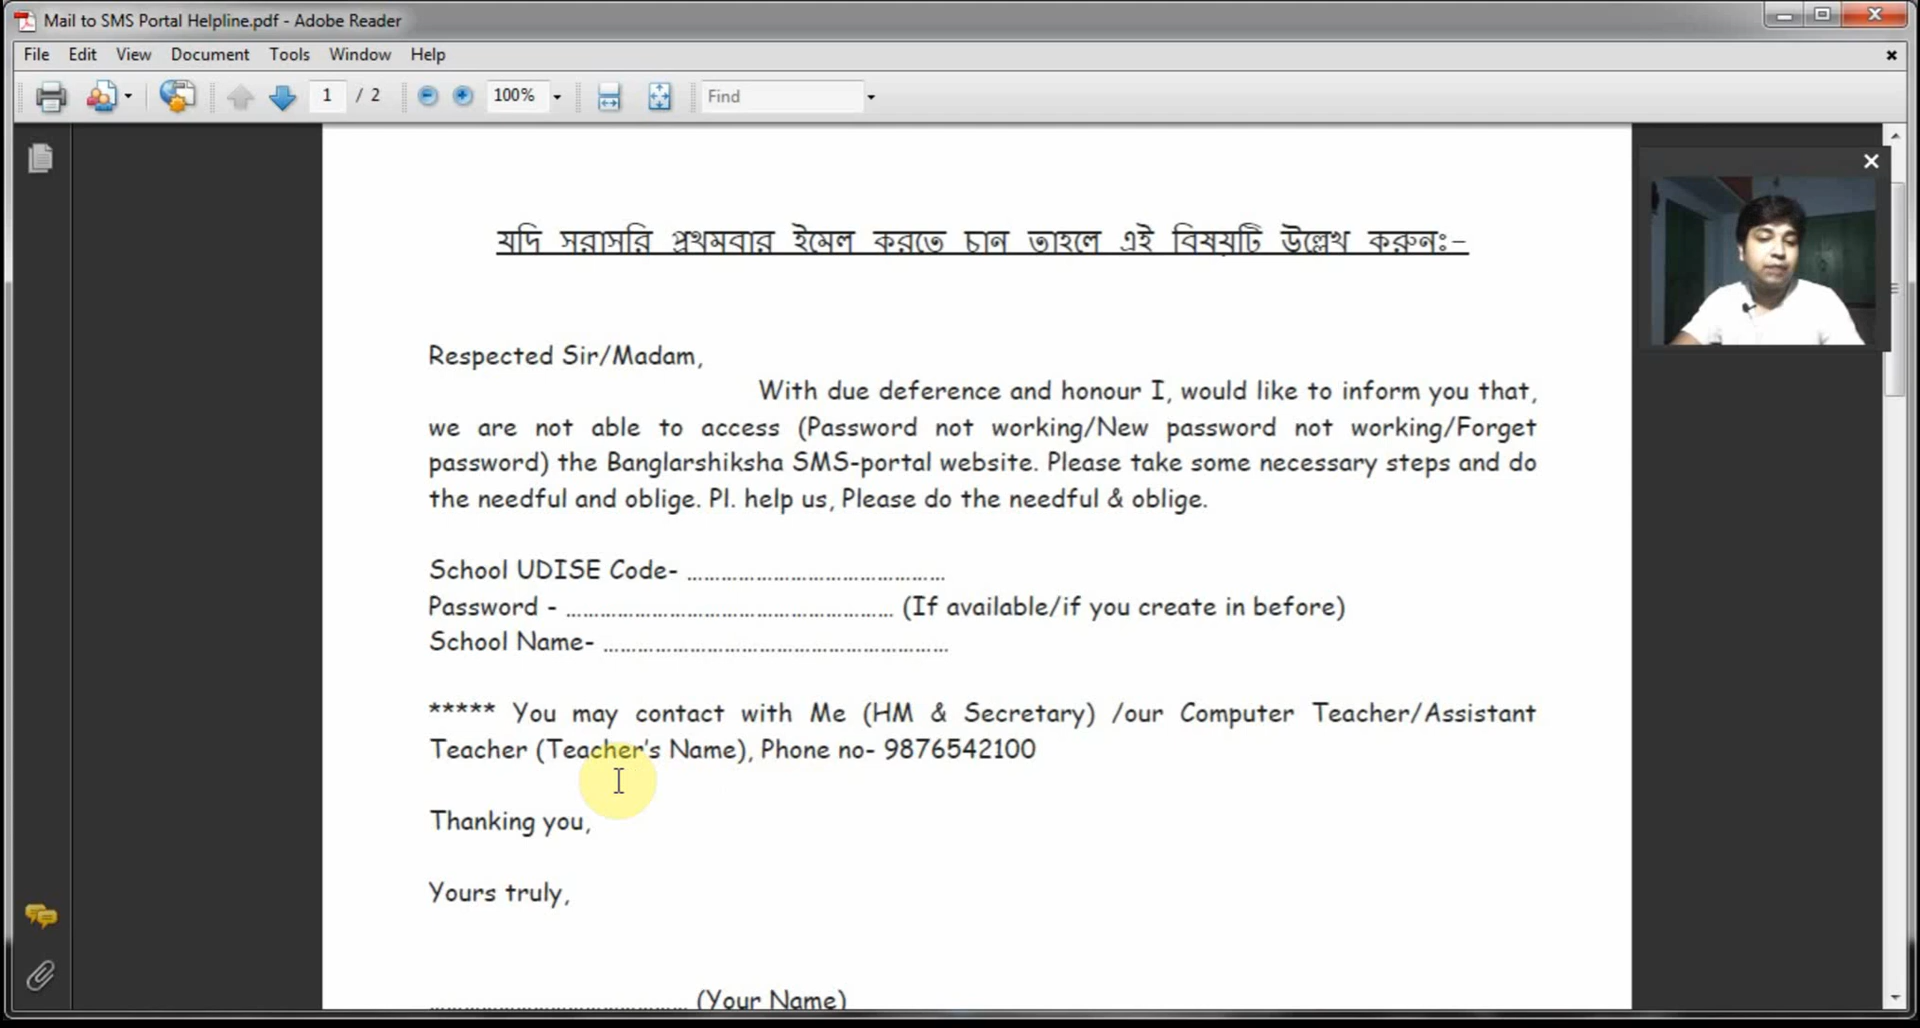 Mail to SMS Portal Helpline.pdf - Adobe Reader
File Edit View Document Tools Window Help
1 / 2 100% Find
যদি সরাসরি প্রথমবার ইমেল করতে চান তাহলে এই বিষয়টি উল্লেখ করুনঃ-
Respected Sir/Madam,
With due deference and honour I, would like to inform you that,
we are not able to access (Password not working/New password not working/Forget
password) the Banglarshiksha SMS-portal website. Please take some necessary steps and do
the needful and oblige. Pl. help us, Please do the needful & oblige.
School UDISE Code- ................................................
Password - ................................................ (If available/if you create in before)
School Name- ................................................
***** You may contact with Me (HM & Secretary) /our Computer Teacher/Assistant
Teacher (Teacher's Name), Phone no- 9876542100
Thanking you,
Yours truly,
................................................ (Your Name)